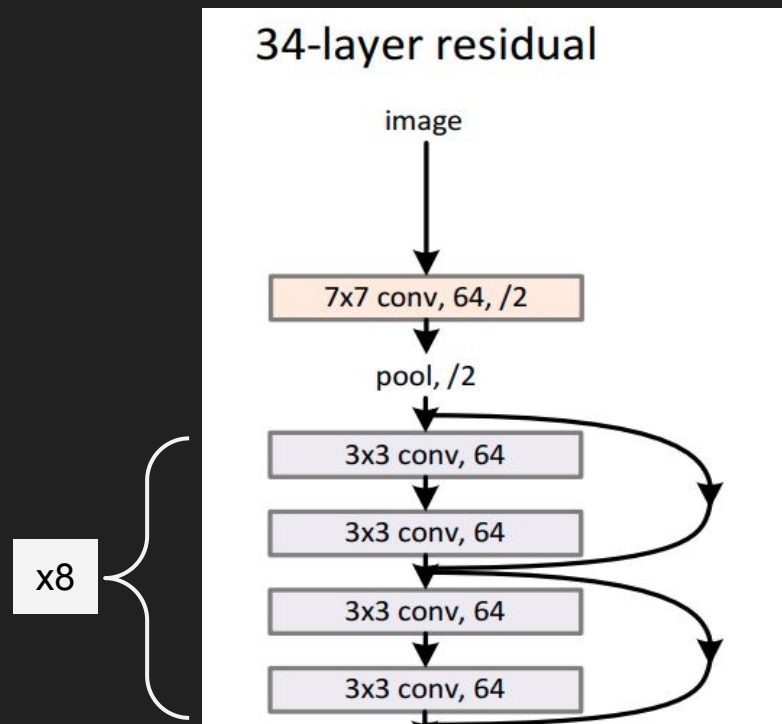 34-layer residual
image
7x7 conv, 64, /2
pool, /2
3x3 conv, 64
3x3 conv, 64
x8
3x3 conv, 64
3x3 conv, 64